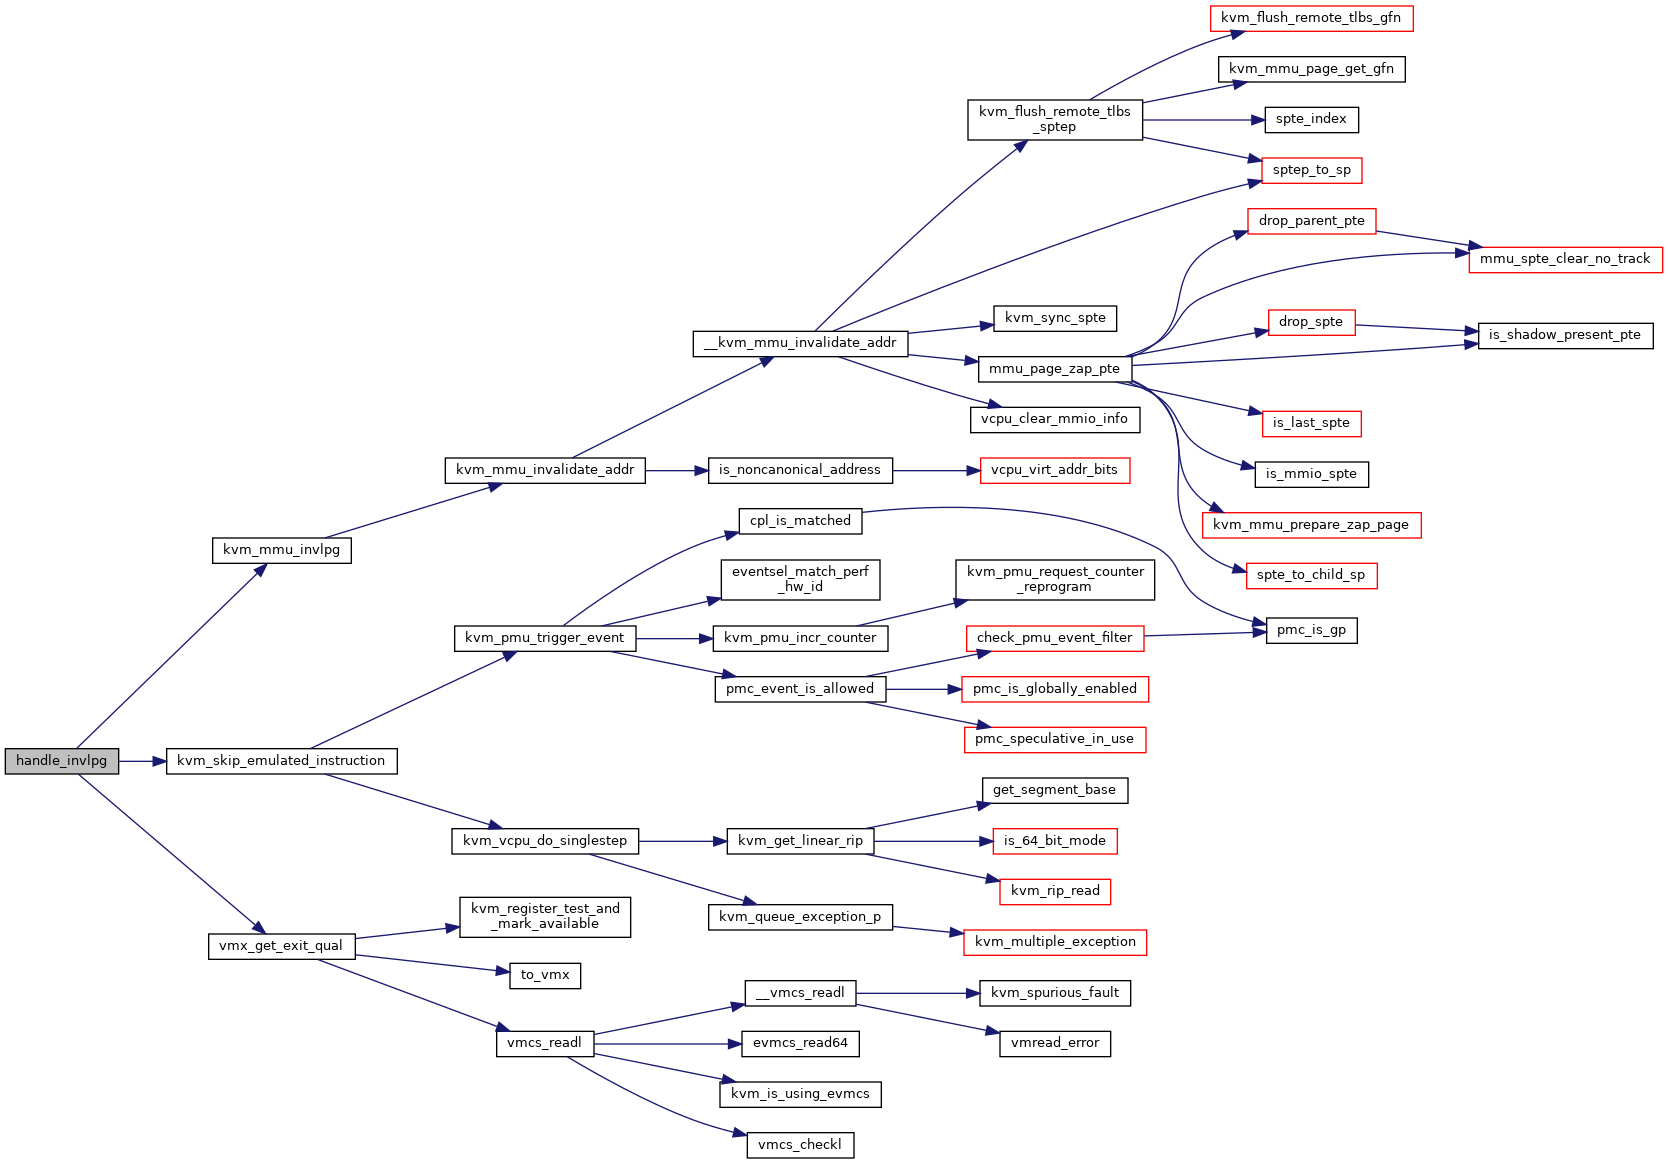 kvm_flush_remote_tlbs_gfn
kvm_mmu_page_get_gfn
kvm_flush_remote_tlbs
_sptep
spte_index
sptep_to_sp
drop_parent_pte
mmu_spte_clear_no_track
kvm_sync_spte
drop_spte
is_shadow_present_pte
__kvm_mmu_invalidate_addr
mmu_page_zap_pte
vcpu_clear_mmio_info
is_last_spte
kvm_mmu_invalidate_addr
is_noncanonical_address
vcpu_virt_addr_bits
is_mmio_spte
cpl_is_matched
kvm_mmu_prepare_zap_page
kvm_mmu_invlpg
eventsel_match_perf
_hw_id
kvm_pmu_request_counter
_reprogram
spte_to_child_sp
kvm_pmu_trigger_event
kvm_pmu_incr_counter
check_pmu_event_filter
pmc_is_gp
pmc_event_is_allowed
pmc_is_globally_enabled
pmc_speculative_in_use
handle_invlpg
kvm_skip_emulated_instruction
get_segment_base
kvm_vcpu_do_singlestep
kvm_get_linear_rip
is_64_bit_mode
kvm_rip_read
kvm_register_test_and
_mark_available
kvm_queue_exception_p
vmx_get_exit_qual
kvm_multiple_exception
to_vmx
__vmcs_readl
kvm_spurious_fault
vmcs_readl
evmcs_read64
vmread_error
kvm_is_using_evmcs
vmcs_checkl